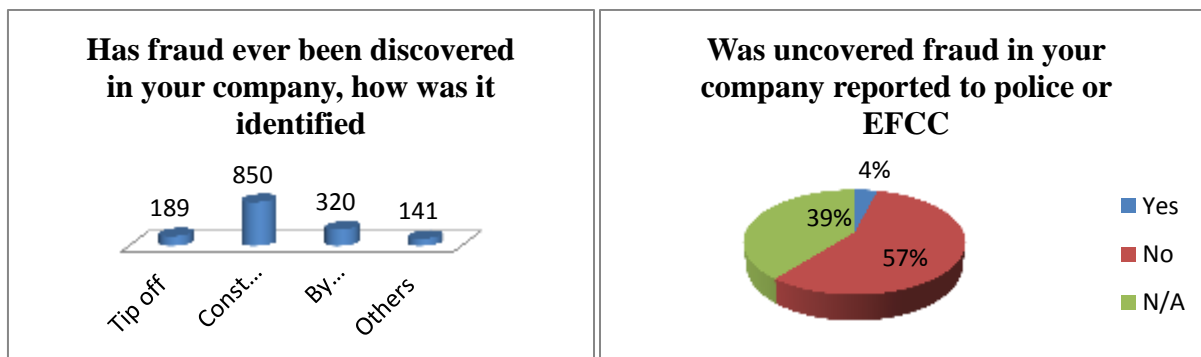 Has fraud ever been discovered
in your company, how was it
identified
850
189
320
141
Tip off
Const...
By...
Others
Was uncovered fraud in your
company reported to police or
EFCC
4%
39%
57%
Yes
No
N/A